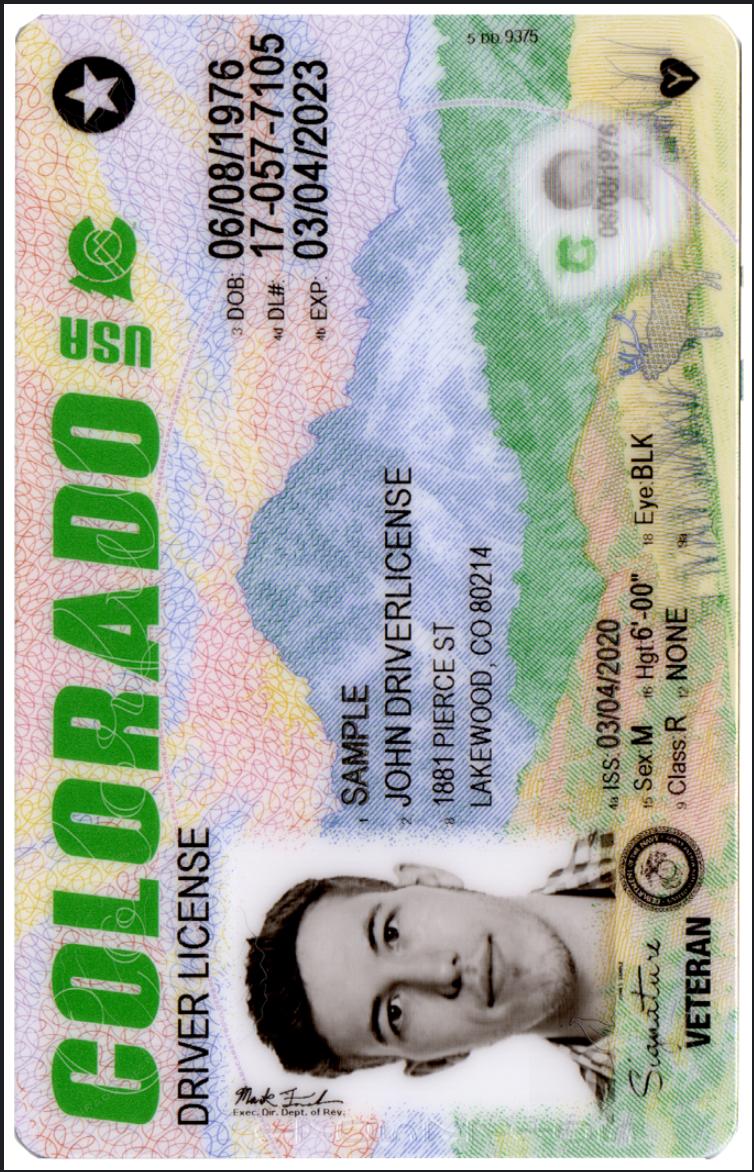 COLORADO USA
DRIVER LICENSE
3 DOB: 06/08/1976
4d DL#: 17-057-7105
4b EXP: 03/04/2023
1 SAMPLE
2 JOHN DRIVERLICENSE
8 1881 PIERCE ST
LAKEWOOD, CO 80214
5 DD 9375
C
06/08/1976
Y
4a ISS: 03/04/2020
15 Sex: M 16 Hgt: 6'-00" 18 Eye: BLK
9 Class: R 12 NONE 9a
Mark Fench
Exec. Dir. Dept. of Rev.
Signature
VETERAN